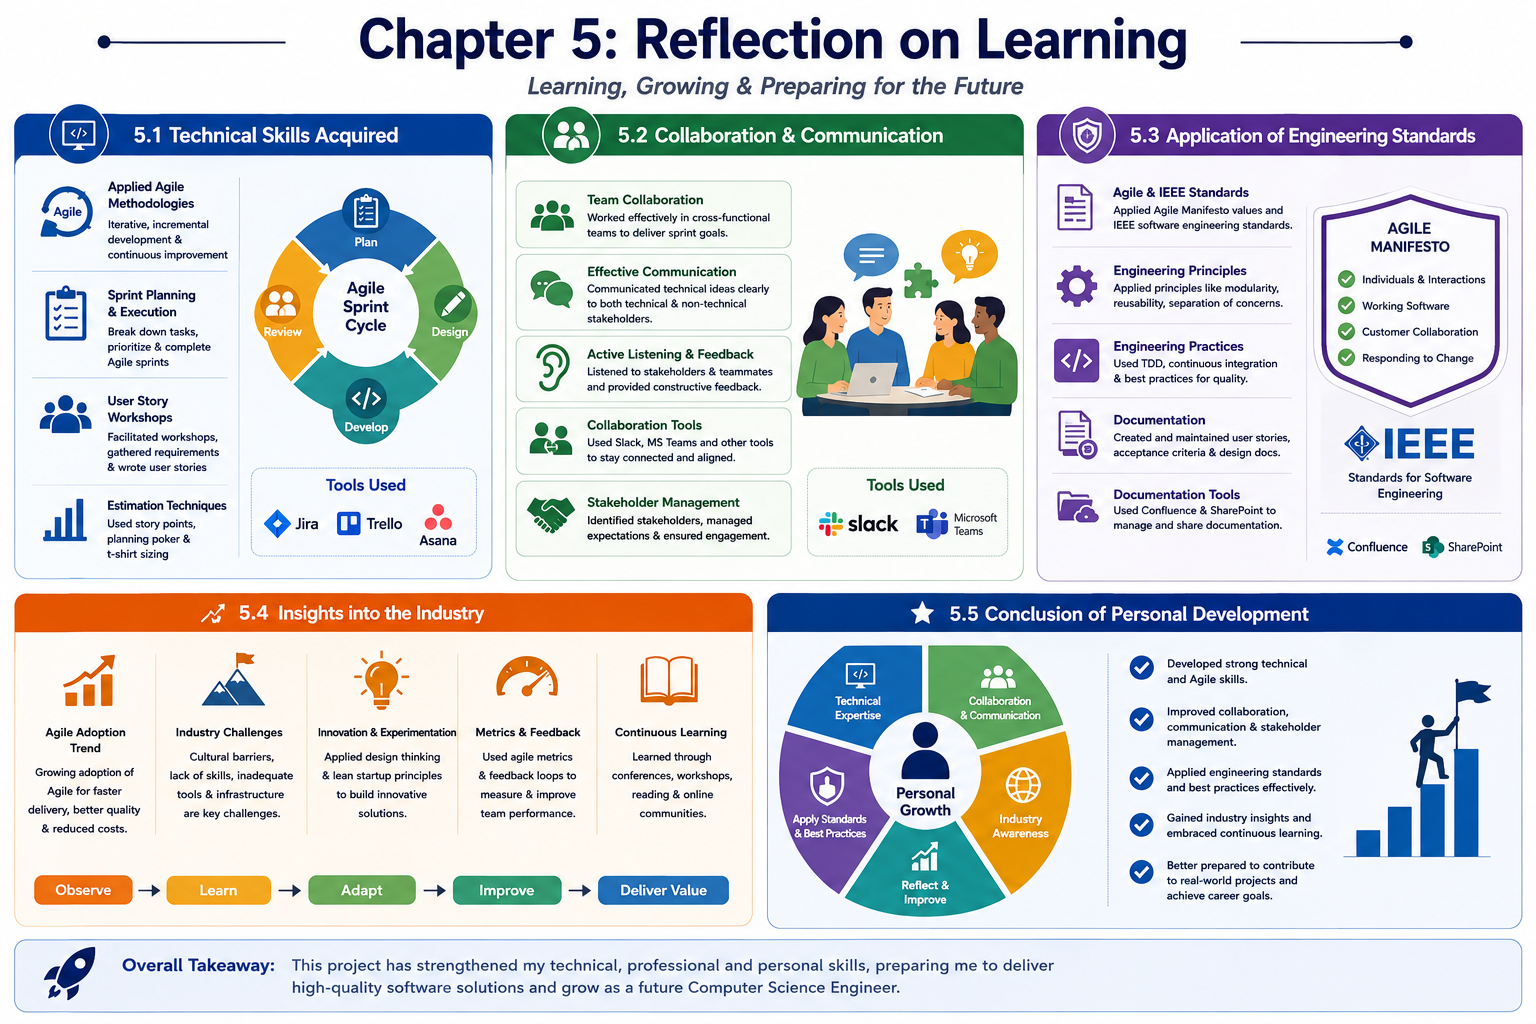 Chapter 5: Reflection on Learning
Learning, Growing & Preparing for the Future
5.1 Technical Skills Acquired
Agile
Applied Agile
Methodologies
Iterative, incremental
development &
continuous improvement
Sprint Planning
& Execution
Break down tasks,
prioritize & complete
Agile sprints
User Story
Workshops
Facilitated workshops,
gathered requirements
& wrote user stories
Estimation Techniques
Used story points,
planning poker &
t-shirt sizing
Plan
Design
Develop
Review
Agile
Sprint
Cycle
Tools Used
Jira
Trello
Asana
5.2 Collaboration & Communication
Team Collaboration
Worked effectively in cross-functional
teams to deliver sprint goals.
Effective Communication
Communicated technical ideas clearly
to both technical & non-technical
stakeholders.
Active Listening & Feedback
Listened to stakeholders & teammates
and provided constructive feedback.
Collaboration Tools
Used Slack, MS Teams and other tools
to stay connected and aligned.
Stakeholder Management
Identified stakeholders, managed
expectations & ensured engagement.
Tools Used
slack
T
Microsoft
Teams
5.3 Application of Engineering Standards
Agile & IEEE Standards
Applied Agile Manifesto values and
IEEE software engineering standards.
Engineering Principles
Applied principles like modularity,
reusability, separation of concerns.
Engineering Practices
Used TDD, continuous integration
& best practices for quality.
Documentation
Created and maintained user stories,
acceptance criteria & design docs.
Documentation Tools
Used Confluence & SharePoint to
manage and share documentation.
AGILE
MANIFESTO
Individuals & Interactions
Working Software
Customer Collaboration
Responding to Change
IEEE
Standards for Software
Engineering
Confluence
S
SharePoint
5.4 Insights into the Industry
Agile Adoption
Trend
Growing adoption of
Agile for faster
delivery, better quality
& reduced costs.
Industry Challenges
Cultural barriers,
lack of skills, inadequate
tools & infrastructure
are key challenges.
Innovation & Experimentation
Applied design thinking
& lean startup principles
to build innovative
solutions.
Metrics & Feedback
Used agile metrics
& feedback loops to
measure & improve
team performance.
Continuous Learning
Learned through
conferences, workshops,
reading & online
communities.
Observe
Learn
Adapt
Improve
Deliver Value
5.5 Conclusion of Personal Development
Technical
Expertise
Collaboration
& Communication
Industry
Awareness
Reflect &
Improve
Apply Standards
& Best Practices
Personal
Growth
Developed strong technical
and Agile skills.
Improved collaboration,
communication & stakeholder
management.
Applied engineering standards
and best practices effectively.
Gained industry insights and
embraced continuous learning.
Better prepared to contribute
to real-world projects and
achieve career goals.
Overall Takeaway: This project has strengthened my technical, professional and personal skills, preparing me to deliver
high-quality software solutions and grow as a future Computer Science Engineer.